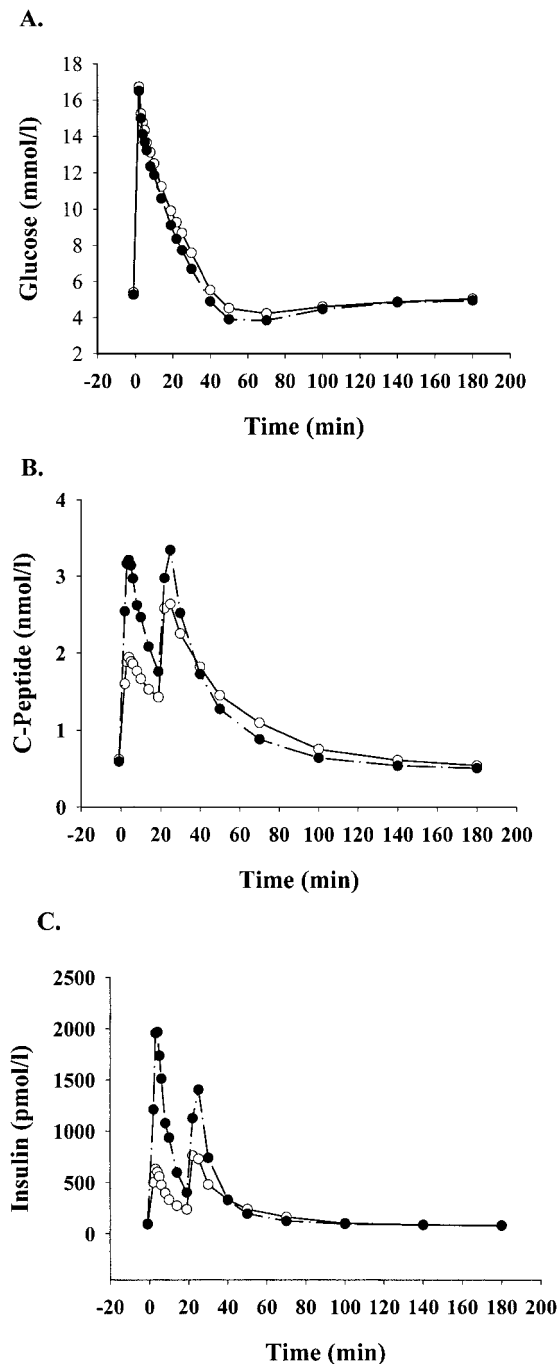 A.
Glucose (mmol/l)
18
16
14
12
10
8
6
4
2
-20 0 20 40 60 80 100 120 140 160 180 200
Time (min)
B.
C-Peptide (nmol/l)
4
3
2
1
0
-20 0 20 40 60 80 100 120 140 160 180 200
Time (min)
C.
Insulin (pmol/l)
2500
2000
1500
1000
500
0
-20 0 20 40 60 80 100 120 140 160 180 200
Time (min)